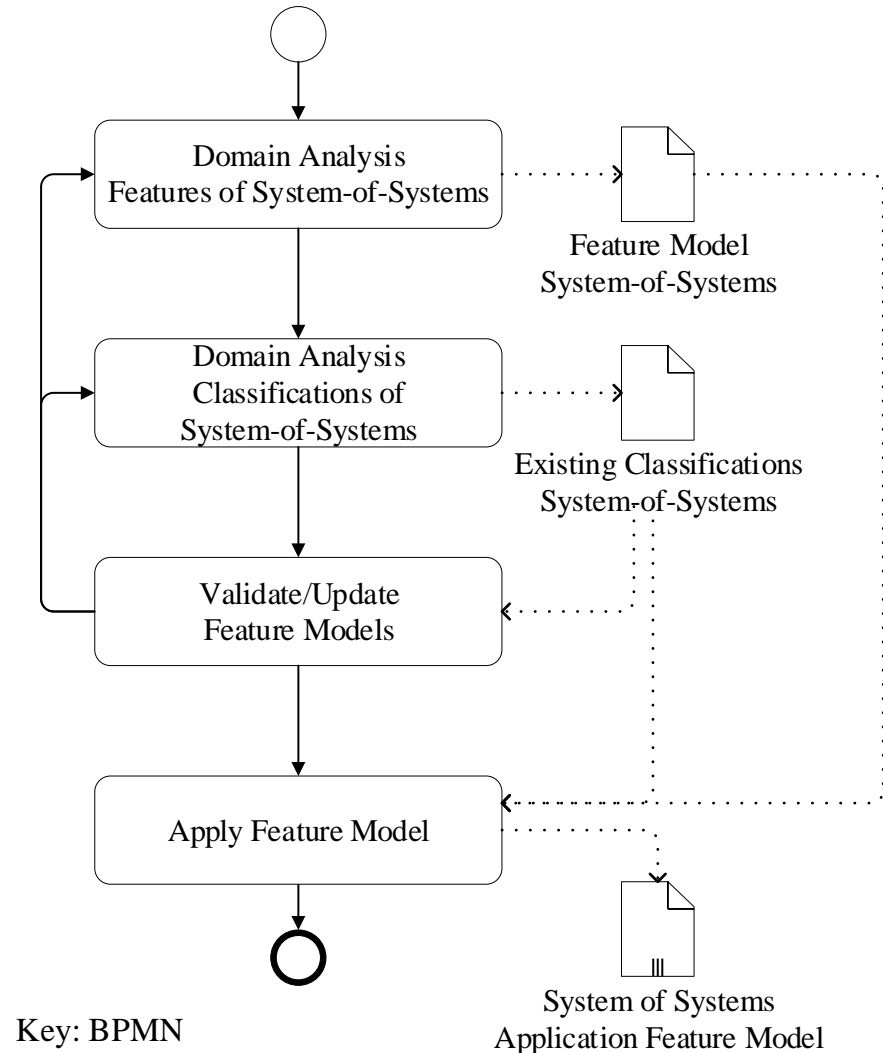 Domain Analysis
Features of System-of-Systems
Feature Model
System-of-Systems
Domain Analysis
Classifications of
System-of-Systems
Existing Classifications
System-of-Systems
Validate/Update
Feature Models
Apply Feature Model
System of Systems
Application Feature Model
Key: BPMN